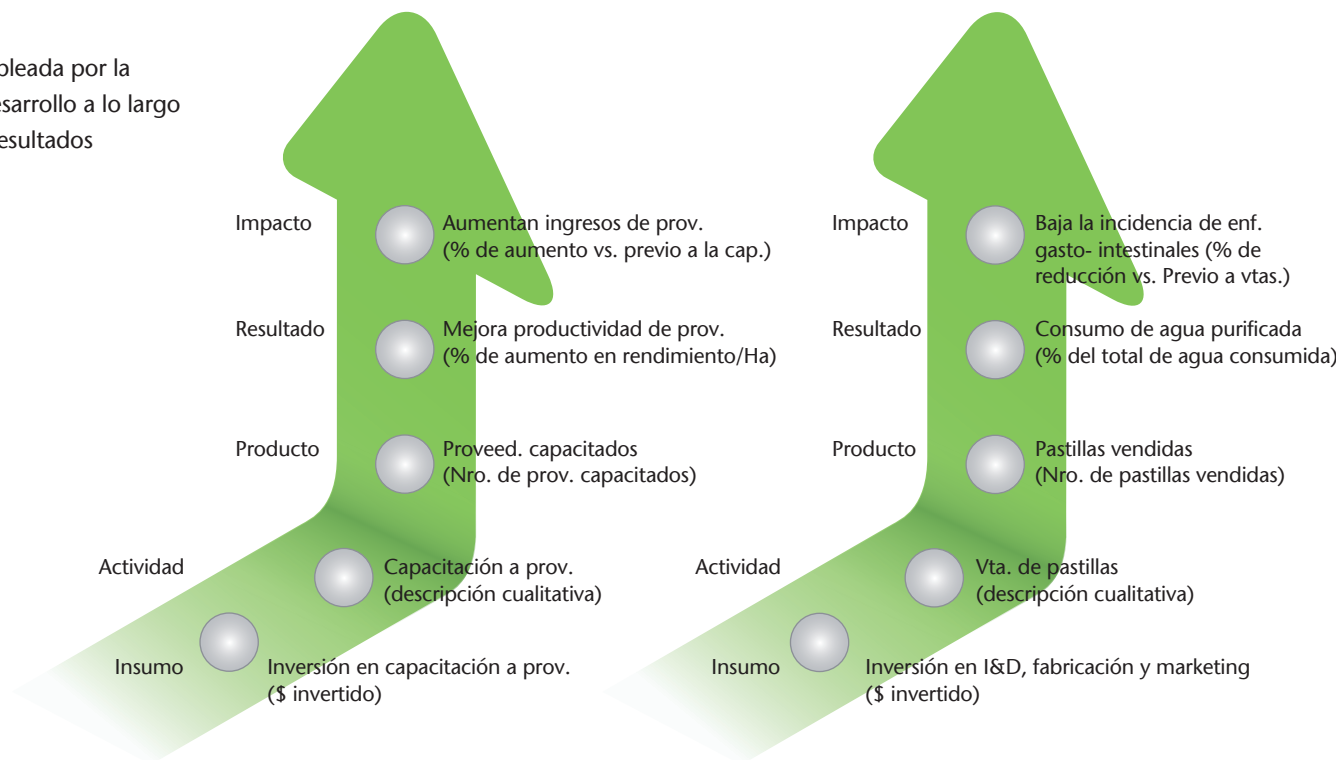 pleada por la
esarrollo a lo largo
esultados
Impacto
Aumentan ingresos de prov.
(% de aumento vs. previo a la cap.)
Resultado
Mejora productividad de prov.
(% de aumento en rendimiento/Ha)
Producto
Proveed. capacitados
(Nro. de prov. capacitados)
Actividad
Capacitación a prov.
(descripción cualitativa)
Insumo
Inversión en capacitación a prov.
($ invertido)
Impacto
Baja la incidencia de enf.
gasto- intestinales (% de
reducción vs. Previo a vtas.)
Resultado
Consumo de agua purificada
(% del total de agua consumida)
Producto
Pastillas vendidas
(Nro. de pastillas vendidas)
Actividad
Vta. de pastillas
(descripción cualitativa)
Insumo
Inversión en I&D, fabricación y marketing
($ invertido)